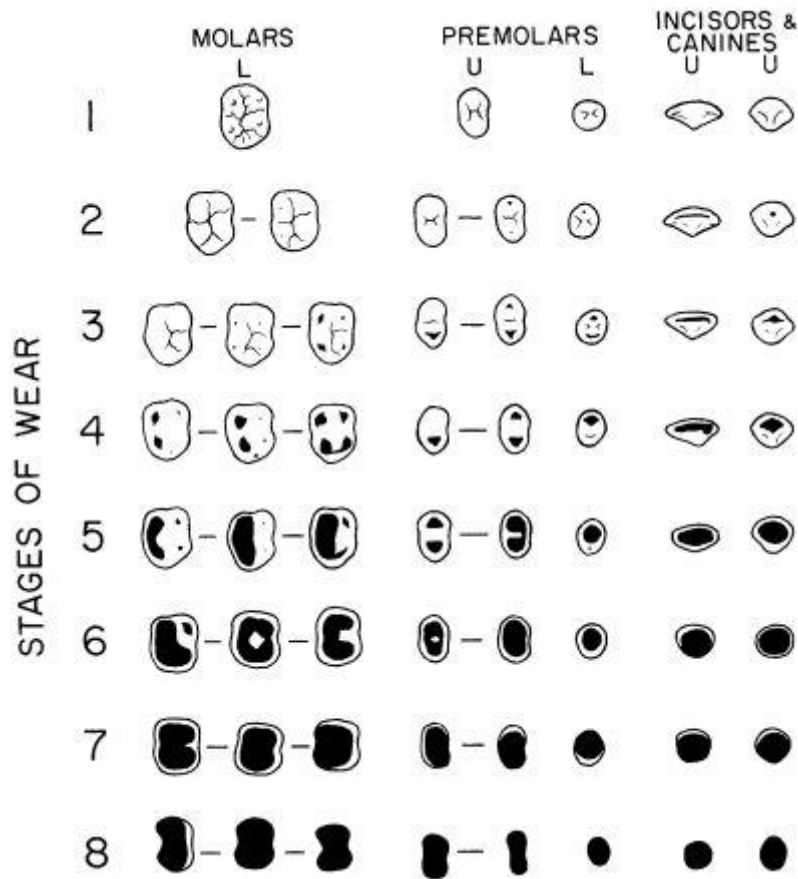 MOLARS
L
PREMOLARS
U L
INCISORS &
CANINES
U U
STAGES OF WEAR
1
2
3
4
5
6
7
8